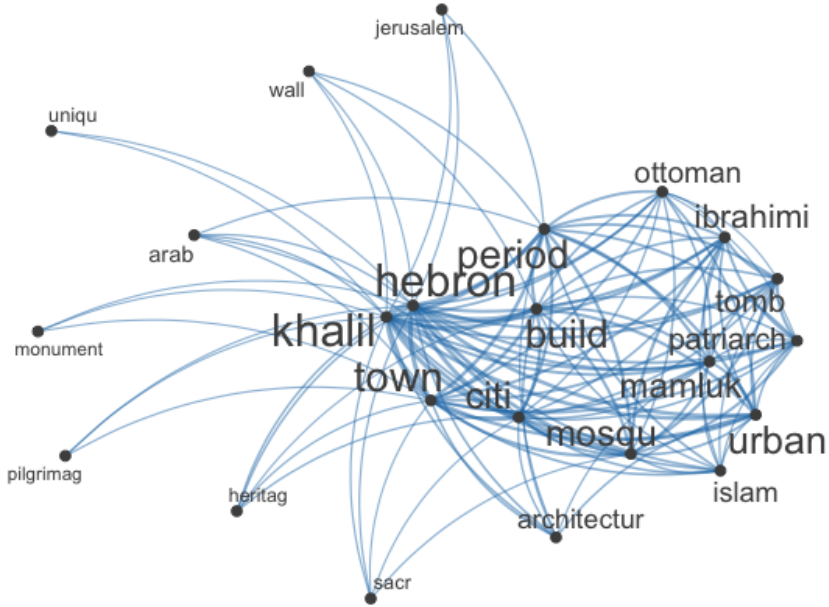 jerusalem
wall
uniqu
ottoman
ibrahimi
arab
period
hebron
tomb
khalil
build
patriarch
monument
town
citi
mamluk
mosqu
urban
pilgrimag
heritag
islam
architectur
sacr